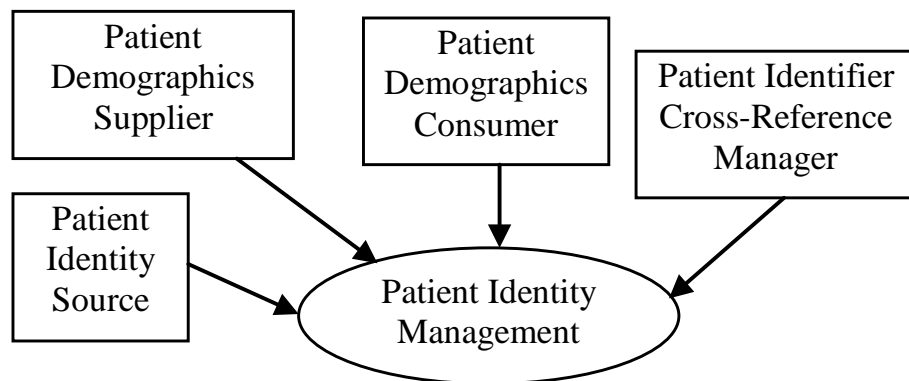 Patient
Demographics
Supplier
Patient
Demographics
Consumer
Patient Identifier
Cross-Reference
Manager
Patient
Identity
Source
Patient Identity
Management